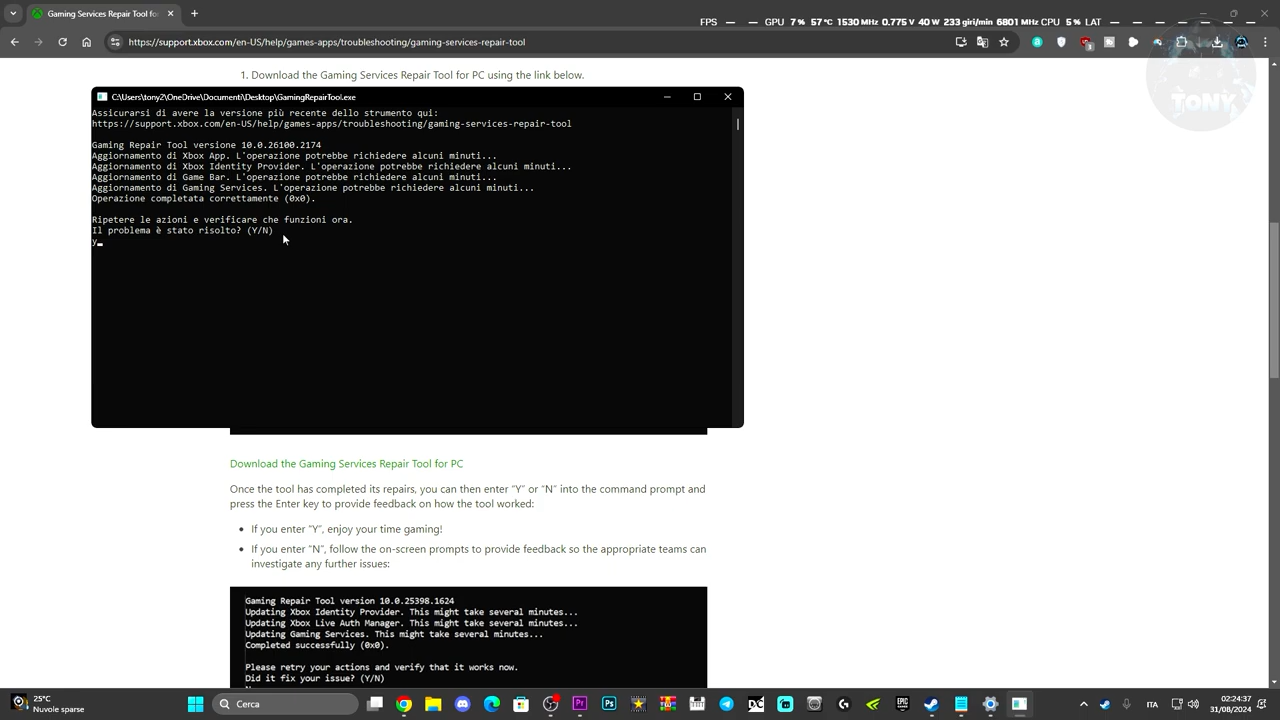 Gaming Services Repair Tool for
FPS — — GPU 7 % 57 °C 1530 MHz 0.775 V 40 W 233 giri/min 6801 MHz CPU 5 % LAT — — — — — —
https://support.xbox.com/en-US/help/games-apps/troubleshooting/gaming-services-repair-tool
1. Download the Gaming Services Repair Tool for PC using the link below.
TONY
C:\Users\tony2\OneDrive\Documenti\Desktop\GamingRepairTool.exe
Assicurarsi di avere la versione più recente dello strumento qui:
https://support.xbox.com/en-US/help/games-apps/troubleshooting/gaming-services-repair-tool
Gaming Repair Tool versione 10.0.26100.2174
Aggiornamento di Xbox App. L'operazione potrebbe richiedere alcuni minuti...
Aggiornamento di Xbox Identity Provider. L'operazione potrebbe richiedere alcuni minuti...
Aggiornamento di Game Bar. L'operazione potrebbe richiedere alcuni minuti...
Aggiornamento di Gaming Services. L'operazione potrebbe richiedere alcuni minuti...
Operazione completata correttamente (0x0).
Ripetere le azioni e verificare che funzioni ora.
Il problema è stato risolto? (Y/N)
y
Download the Gaming Services Repair Tool for PC
Once the tool has completed its repairs, you can then enter “Y” or “N” into the command prompt and
press the Enter key to provide feedback on how the tool worked:
• If you enter “Y”, enjoy your time gaming!
• If you enter “N”, follow the on-screen prompts to provide feedback so the appropriate teams can
investigate any further issues:
Gaming Repair Tool version 10.0.25398.1624
Updating Xbox Identity Provider. This might take several minutes...
Updating Xbox Live Auth Manager. This might take several minutes...
Updating Gaming Services. This might take several minutes...
Completed successfully (0x0).
Please retry your actions and verify that it works now.
Did it fix your issue? (Y/N)
25°C
Nuvole sparse
Cerca
ITA
02:24:37
31/08/2024